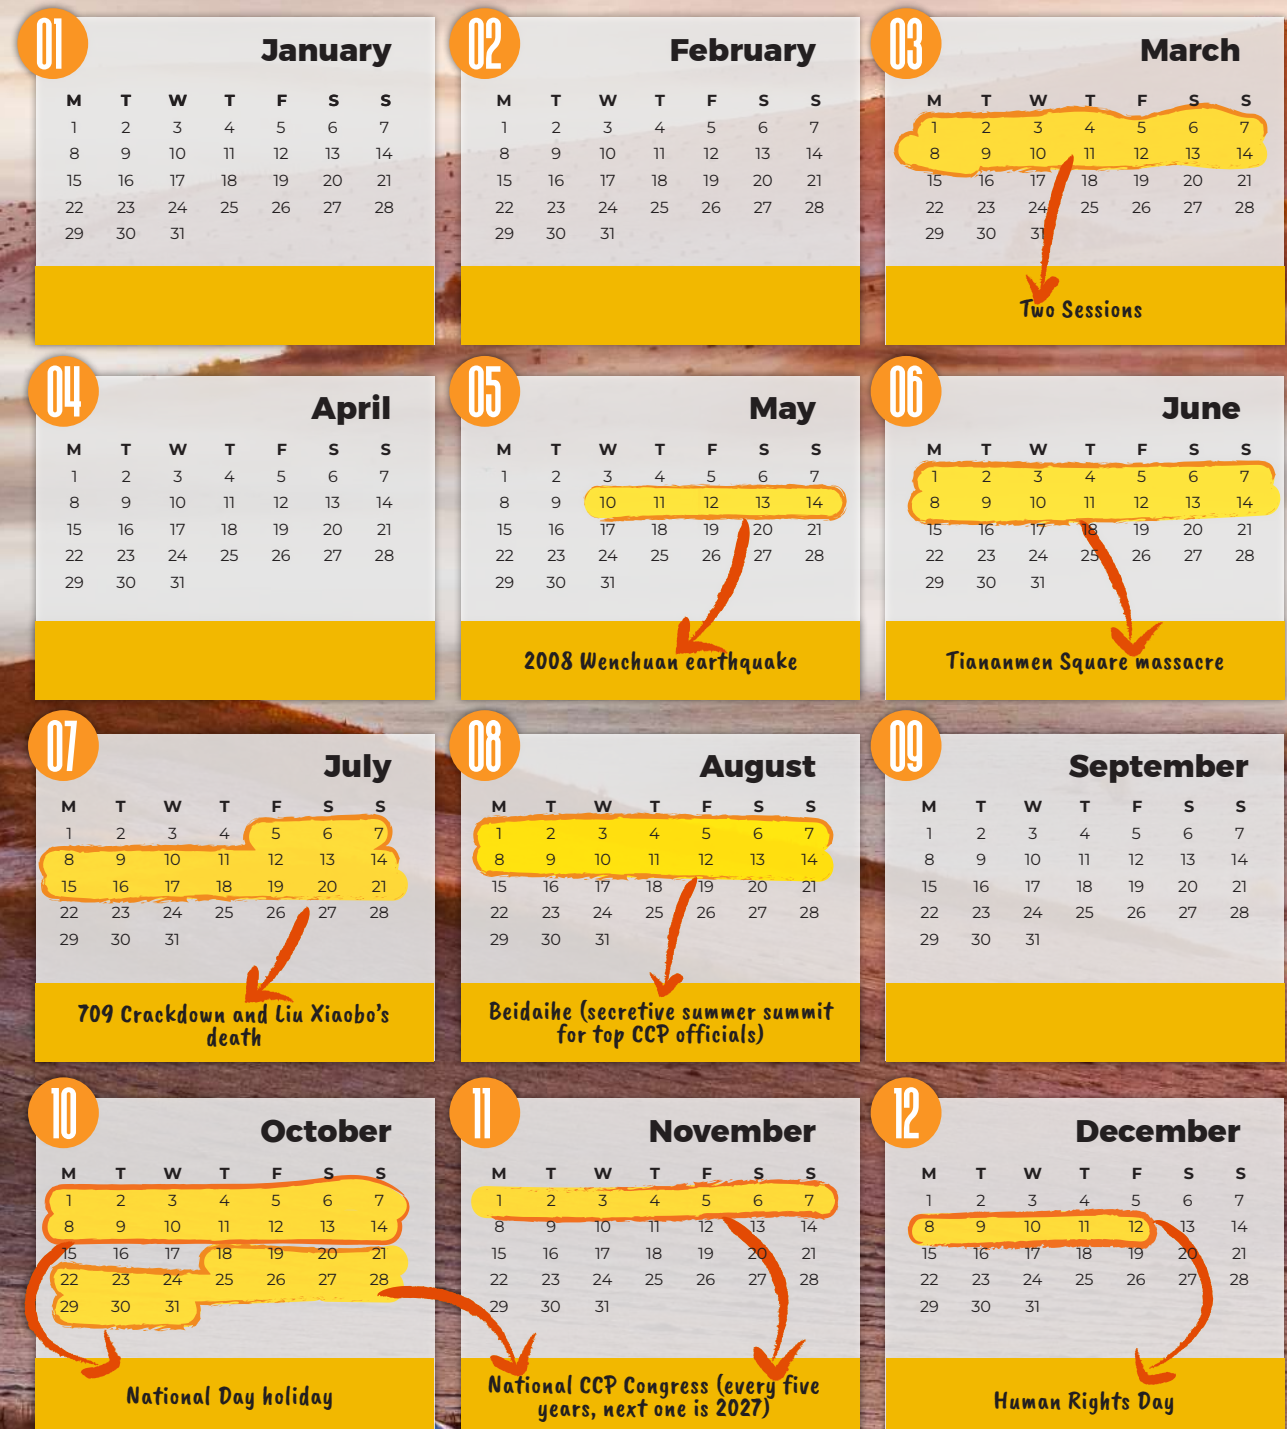 01
January
M T W T F S S
1 2 3 4 5 6 7
8 9 10 11 12 13 14
15 16 17 18 19 20 21
22 23 24 25 26 27 28
29 30 31
02
February
M T W T F S S
1 2 3 4 5 6 7
8 9 10 11 12 13 14
15 16 17 18 19 20 21
22 23 24 25 26 27 28
29 30 31
03
March
M T W T F S S
1 2 3 4 5 6 7
8 9 10 11 12 13 14
15 16 17 18 19 20 21
22 23 24 25 26 27 28
29 30 31
Two Sessions
04
April
M T W T F S S
1 2 3 4 5 6 7
8 9 10 11 12 13 14
15 16 17 18 19 20 21
22 23 24 25 26 27 28
29 30 31
05
May
M T W T F S S
1 2 3 4 5 6 7
8 9 10 11 12 13 14
15 16 17 18 19 20 21
22 23 24 25 26 27 28
29 30 31
2008 Wenchuan earthquake
06
June
M T W T F S S
1 2 3 4 5 6 7
8 9 10 11 12 13 14
15 16 17 18 19 20 21
22 23 24 25 26 27 28
29 30 31
Tiananmen Square massacre
07
July
M T W T F S S
1 2 3 4 5 6 7
8 9 10 11 12 13 14
15 16 17 18 19 20 21
22 23 24 25 26 27 28
29 30 31
709 Crackdown and Liu Xiaobo's
death
08
August
M T W T F S S
1 2 3 4 5 6 7
8 9 10 11 12 13 14
15 16 17 18 19 20 21
22 23 24 25 26 27 28
29 30 31
Beidaihe (secretive summer summit
for top CCP officials)
09
September
M T W T F S S
1 2 3 4 5 6 7
8 9 10 11 12 13 14
15 16 17 18 19 20 21
22 23 24 25 26 27 28
29 30 31
10
October
M T W T F S S
1 2 3 4 5 6 7
8 9 10 11 12 13 14
15 16 17 18 19 20 21
22 23 24 25 26 27 28
29 30 31
National Day holiday
11
November
M T W T F S S
1 2 3 4 5 6 7
8 9 10 11 12 13 14
15 16 17 18 19 20 21
22 23 24 25 26 27 28
29 30 31
National CCP Congress (every five
years, next one is 2027)
12
December
M T W T F S S
1 2 3 4 5 6 7
8 9 10 11 12 13 14
15 16 17 18 19 20 21
22 23 24 25 26 27 28
29 30 31
Human Rights Day